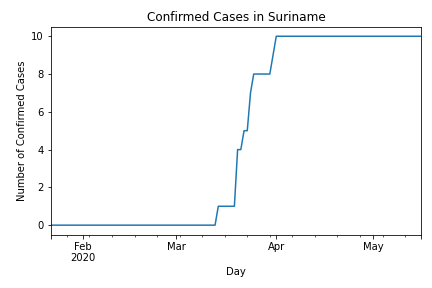 Confirmed Cases in Suriname
Number of Confirmed Cases
10
8
6
4
2
0
Feb Mar Apr May
2020
Day